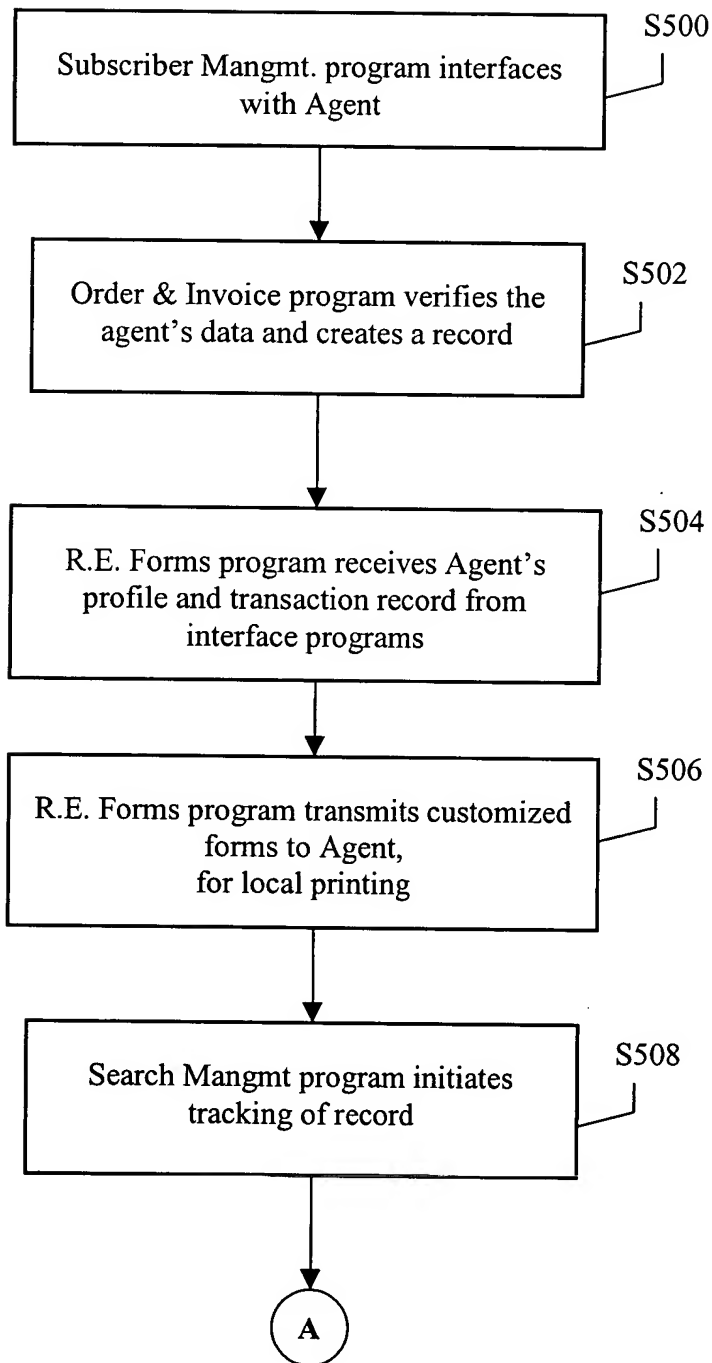 S500
Subscriber Mangmt. program interfaces
with Agent
S502
Order & Invoice program verifies the
agent's data and creates a record
S504
R.E. Forms program receives Agent's
profile and transaction record from
interface programs
S506
R.E. Forms program transmits customized
forms to Agent,
for local printing
S508
Search Mangmt program initiates
tracking of record
A